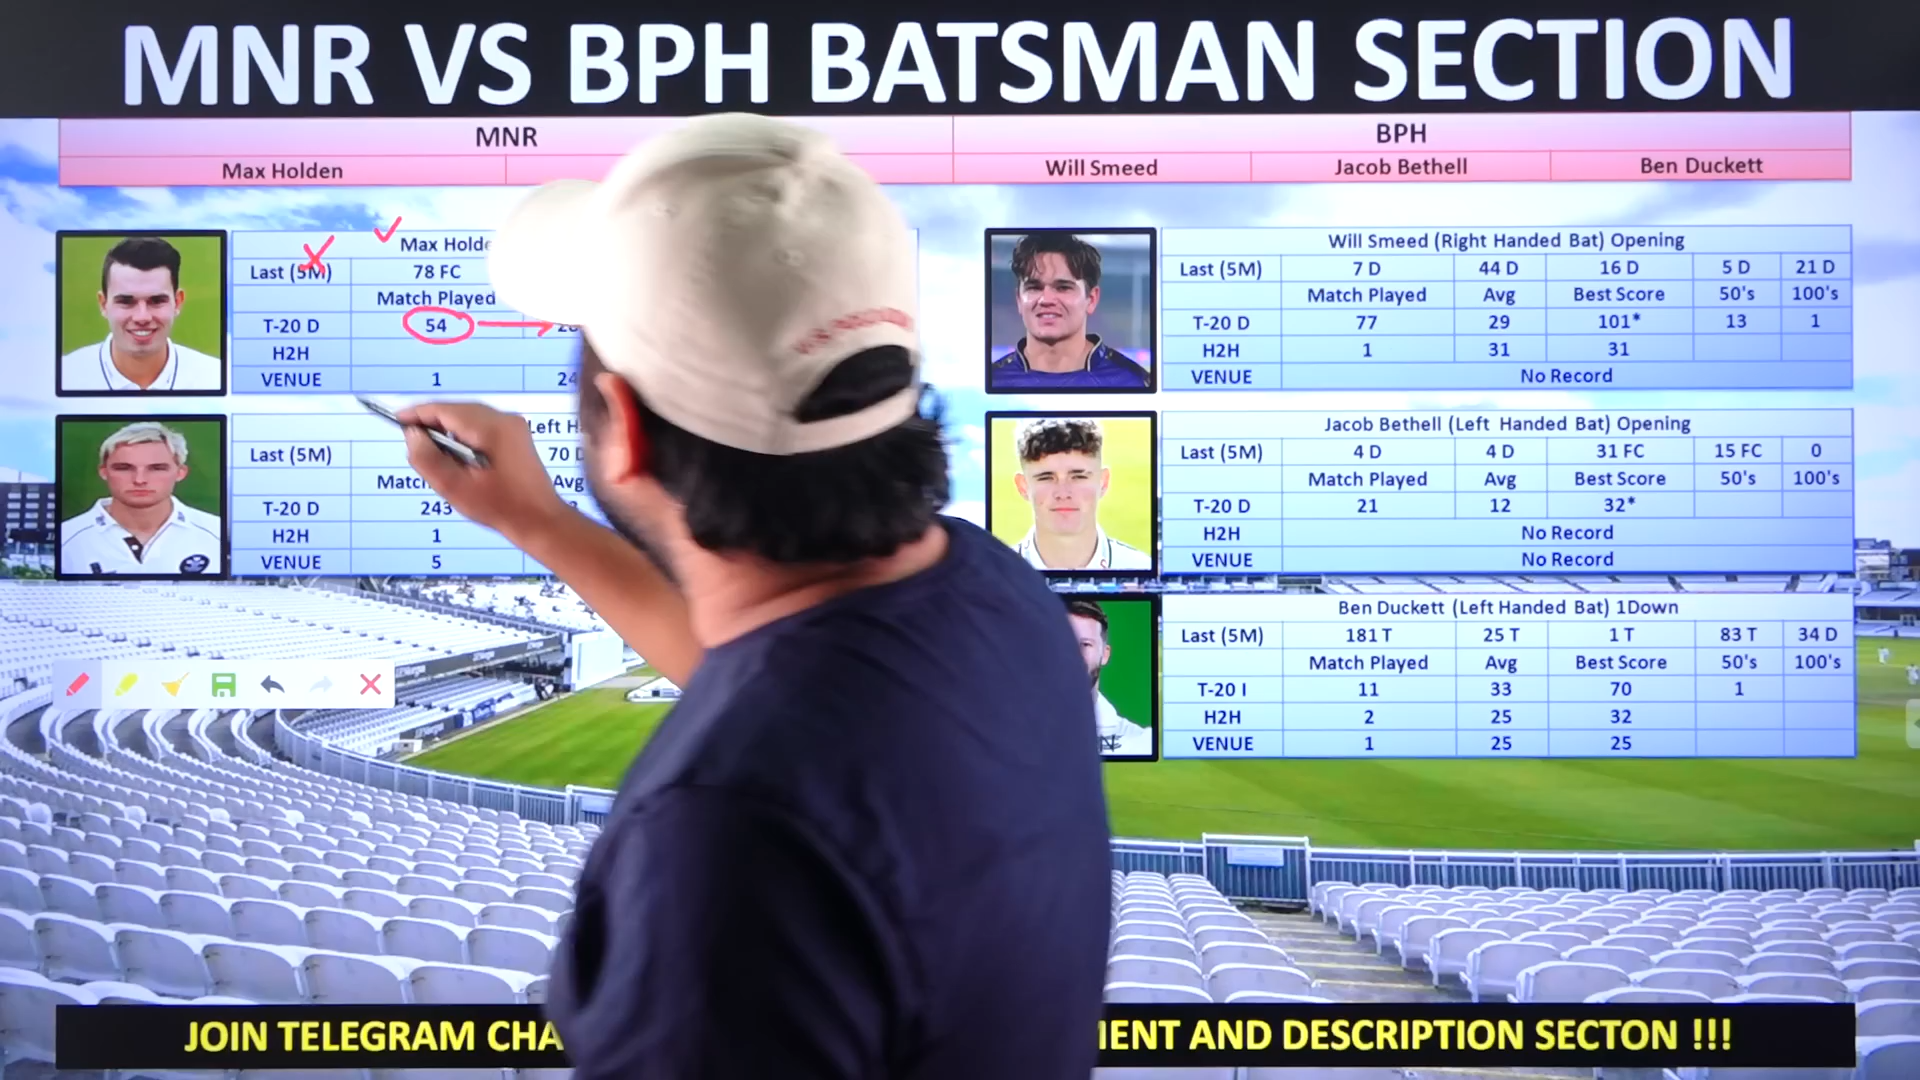 MNR VS BPH BATSMAN SECTION
MNR
BPH
Max Holden
Will Smeed
Jacob Bethell
Ben Duckett
Max
Last (5M) 78 FC
Match Played
T-20 D 54
H2H
VENUE 1 24
Left
Last (5M) 70
Avg
T-20 D 243
H2H 1
VENUE 5
Will Smeed (Right Handed Bat) Opening
Last (5M) 7 D 44 D 16 D 5 D 21 D
Match Played Avg Best Score 50's 100's
T-20 D 77 29 101* 13 1
H2H 1 31 31
VENUE No Record
Jacob Bethell (Left Handed Bat) Opening
Last (5M) 4 D 4 D 31 FC 15 FC 0
Match Played Avg Best Score 50's 100's
T-20 D 21 12 32*
H2H No Record
VENUE No Record
Ben Duckett (Left Handed Bat) 1Down
Last (5M) 181 T 25 T 1 T 83 T 34 D
Match Played Avg Best Score 50's 100's
T-20 I 11 33 70 1
H2H 2 25 32
VENUE 1 25 25
JOIN TELEGRAM AND DESCRIPTION SECTON !!!